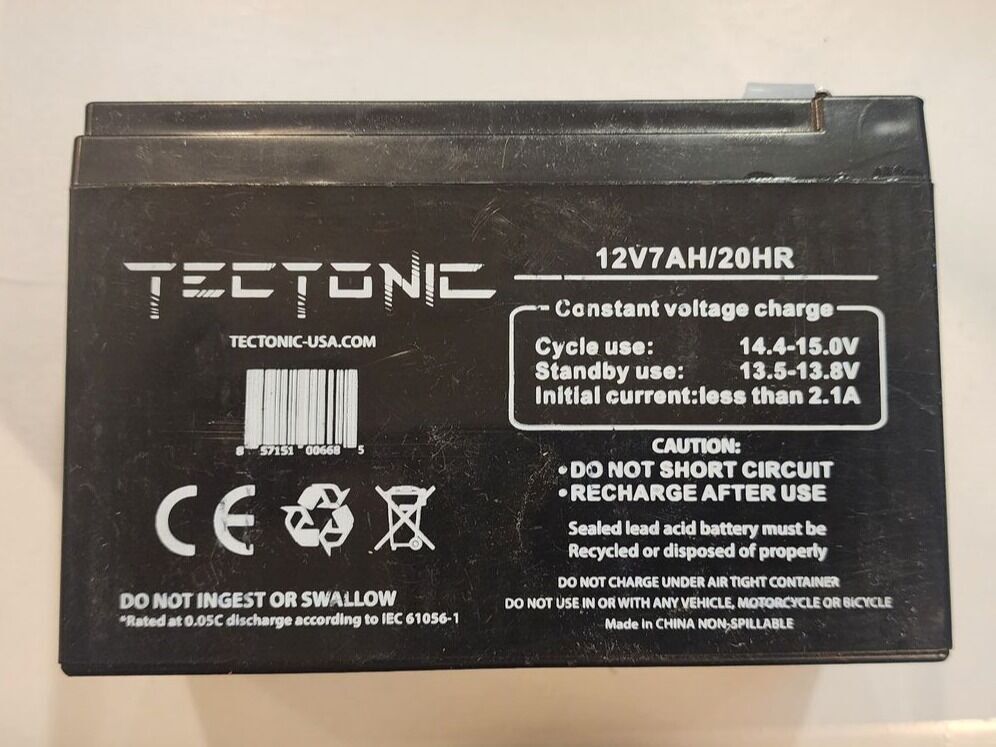 TECTONIC
TECTONIC-USA.COM
8 57151 00668 5
CE
DO NOT INGEST OR SWALLOW
*Rated at 0.05C discharge according to IEC 61056-1
12V7AH/20HR
Constant voltage charge
Cycle use: 14.4-15.0V
Standby use: 13.5-13.8V
Initial current:less than 2.1A
CAUTION:
•DO NOT SHORT CIRCUIT
•RECHARGE AFTER USE
Sealed lead acid battery must be
Recycled or disposed of properly
DO NOT CHARGE UNDER AIR TIGHT CONTAINER
DO NOT USE IN OR WITH ANY VEHICLE, MOTORCYCLE OR BICYCLE
Made in CHINA NON-SPILLABLE